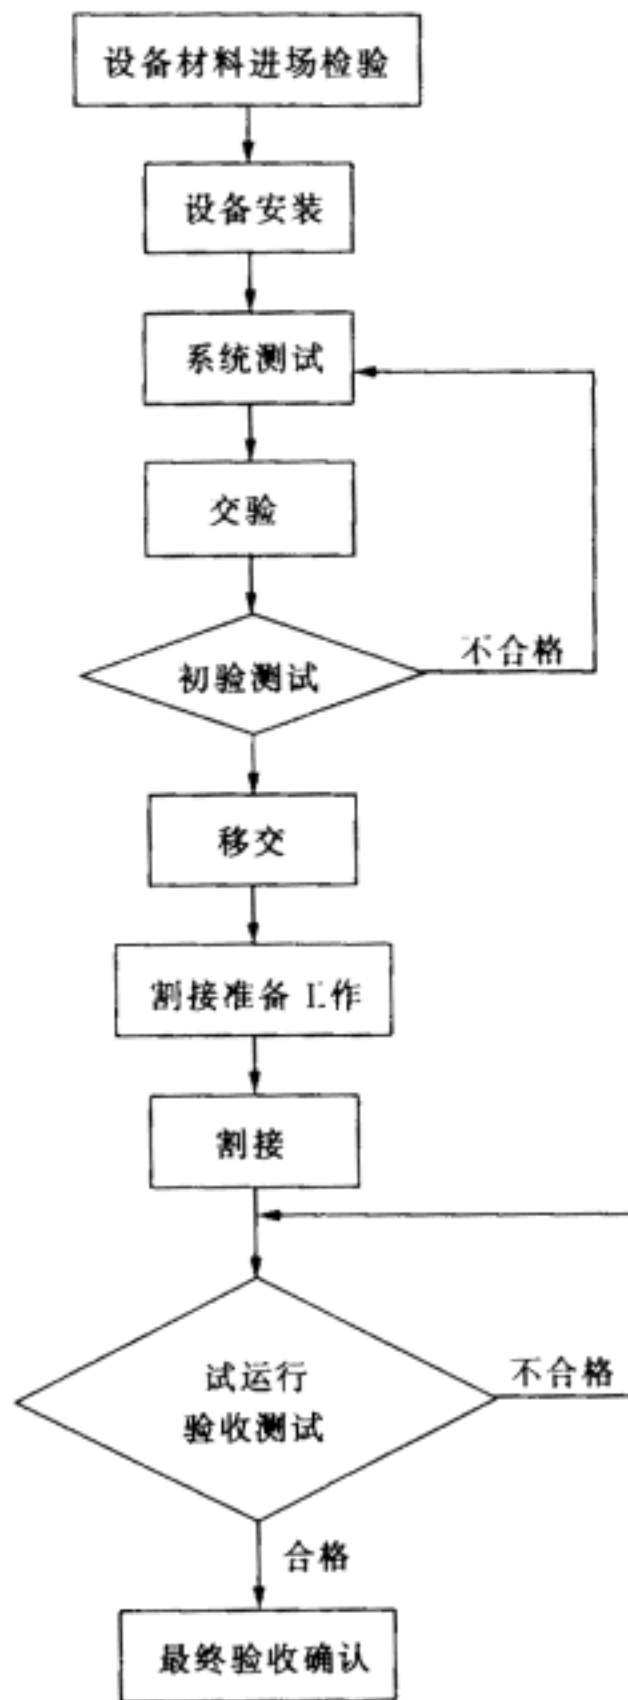 设备材料进场检验
设备安装
系统测试
交验
初验测试
不合格
移交
割接准备工作
割接
试运行
验收测试
不合格
合格
最终验收确认